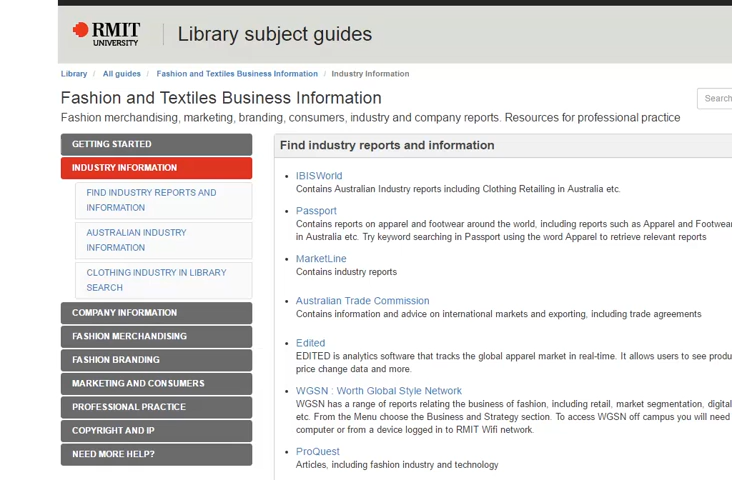 RMIT
UNIVERSITY
Library subject guides
Library / All guides / Fashion and Textiles Business Information / Industry Information
Fashion and Textiles Business Information
Search
Fashion merchandising, marketing, branding, consumers, industry and company reports. Resources for professional practice
GETTING STARTED
INDUSTRY INFORMATION
FIND INDUSTRY REPORTS AND
INFORMATION
AUSTRALIAN INDUSTRY
INFORMATION
CLOTHING INDUSTRY IN LIBRARY
SEARCH
COMPANY INFORMATION
FASHION MERCHANDISING
FASHION BRANDING
MARKETING AND CONSUMERS
PROFESSIONAL PRACTICE
COPYRIGHT AND IP
NEED MORE HELP?
Find industry reports and information
• IBISWorld
Contains Australian Industry reports including Clothing Retailing in Australia etc.
• Passport
Contains reports on apparel and footwear around the world, including reports such as Apparel and Footwear
in Australia etc. Try keyword searching in Passport using the word Apparel to retrieve relevant reports
• MarketLine
Contains industry reports
• Australian Trade Commission
Contains information and advice on international markets and exporting, including trade agreements
• Edited
EDITED is analytics software that tracks the global apparel market in real-time. It allows users to see produ
price change data and more.
• WGSN : Worth Global Style Network
WGSN has a range of reports relating the business of fashion, including retail, market segmentation, digital
etc. From the Menu choose the Business and Strategy section. To access WGSN off campus you will need
computer or from a device logged in to RMIT Wifi network.
• ProQuest
Articles, including fashion industry and technology